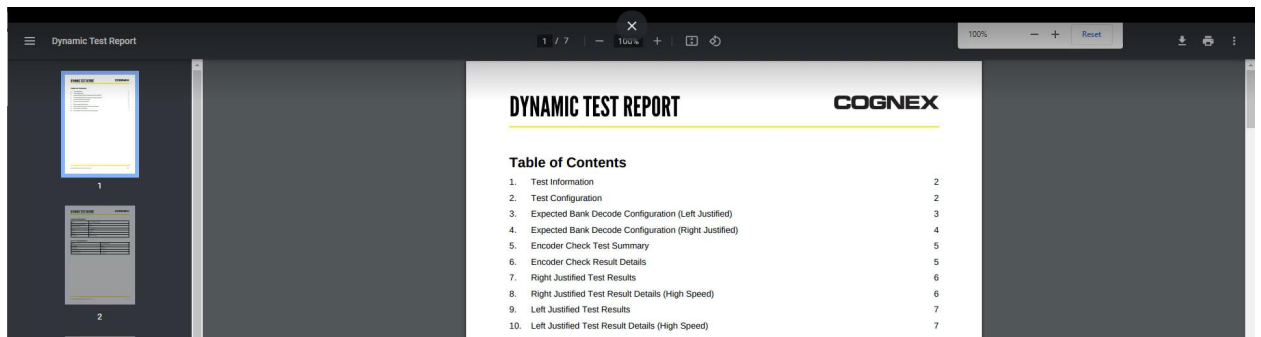 Dynamic Test Report
1 / 7
100%
100%
Reset
1
2
DYNAMIC TEST REPORT
COGNEX
Table of Contents
1. Test Information 2
2. Test Configuration 2
3. Expected Bank Decode Configuration (Left Justified) 3
4. Expected Bank Decode Configuration (Right Justified) 4
5. Encoder Check Test Summary 5
6. Encoder Check Result Details 5
7. Right Justified Test Results 6
8. Right Justified Test Result Details (High Speed) 6
9. Left Justified Test Results 7
10. Left Justified Test Result Details (High Speed) 7